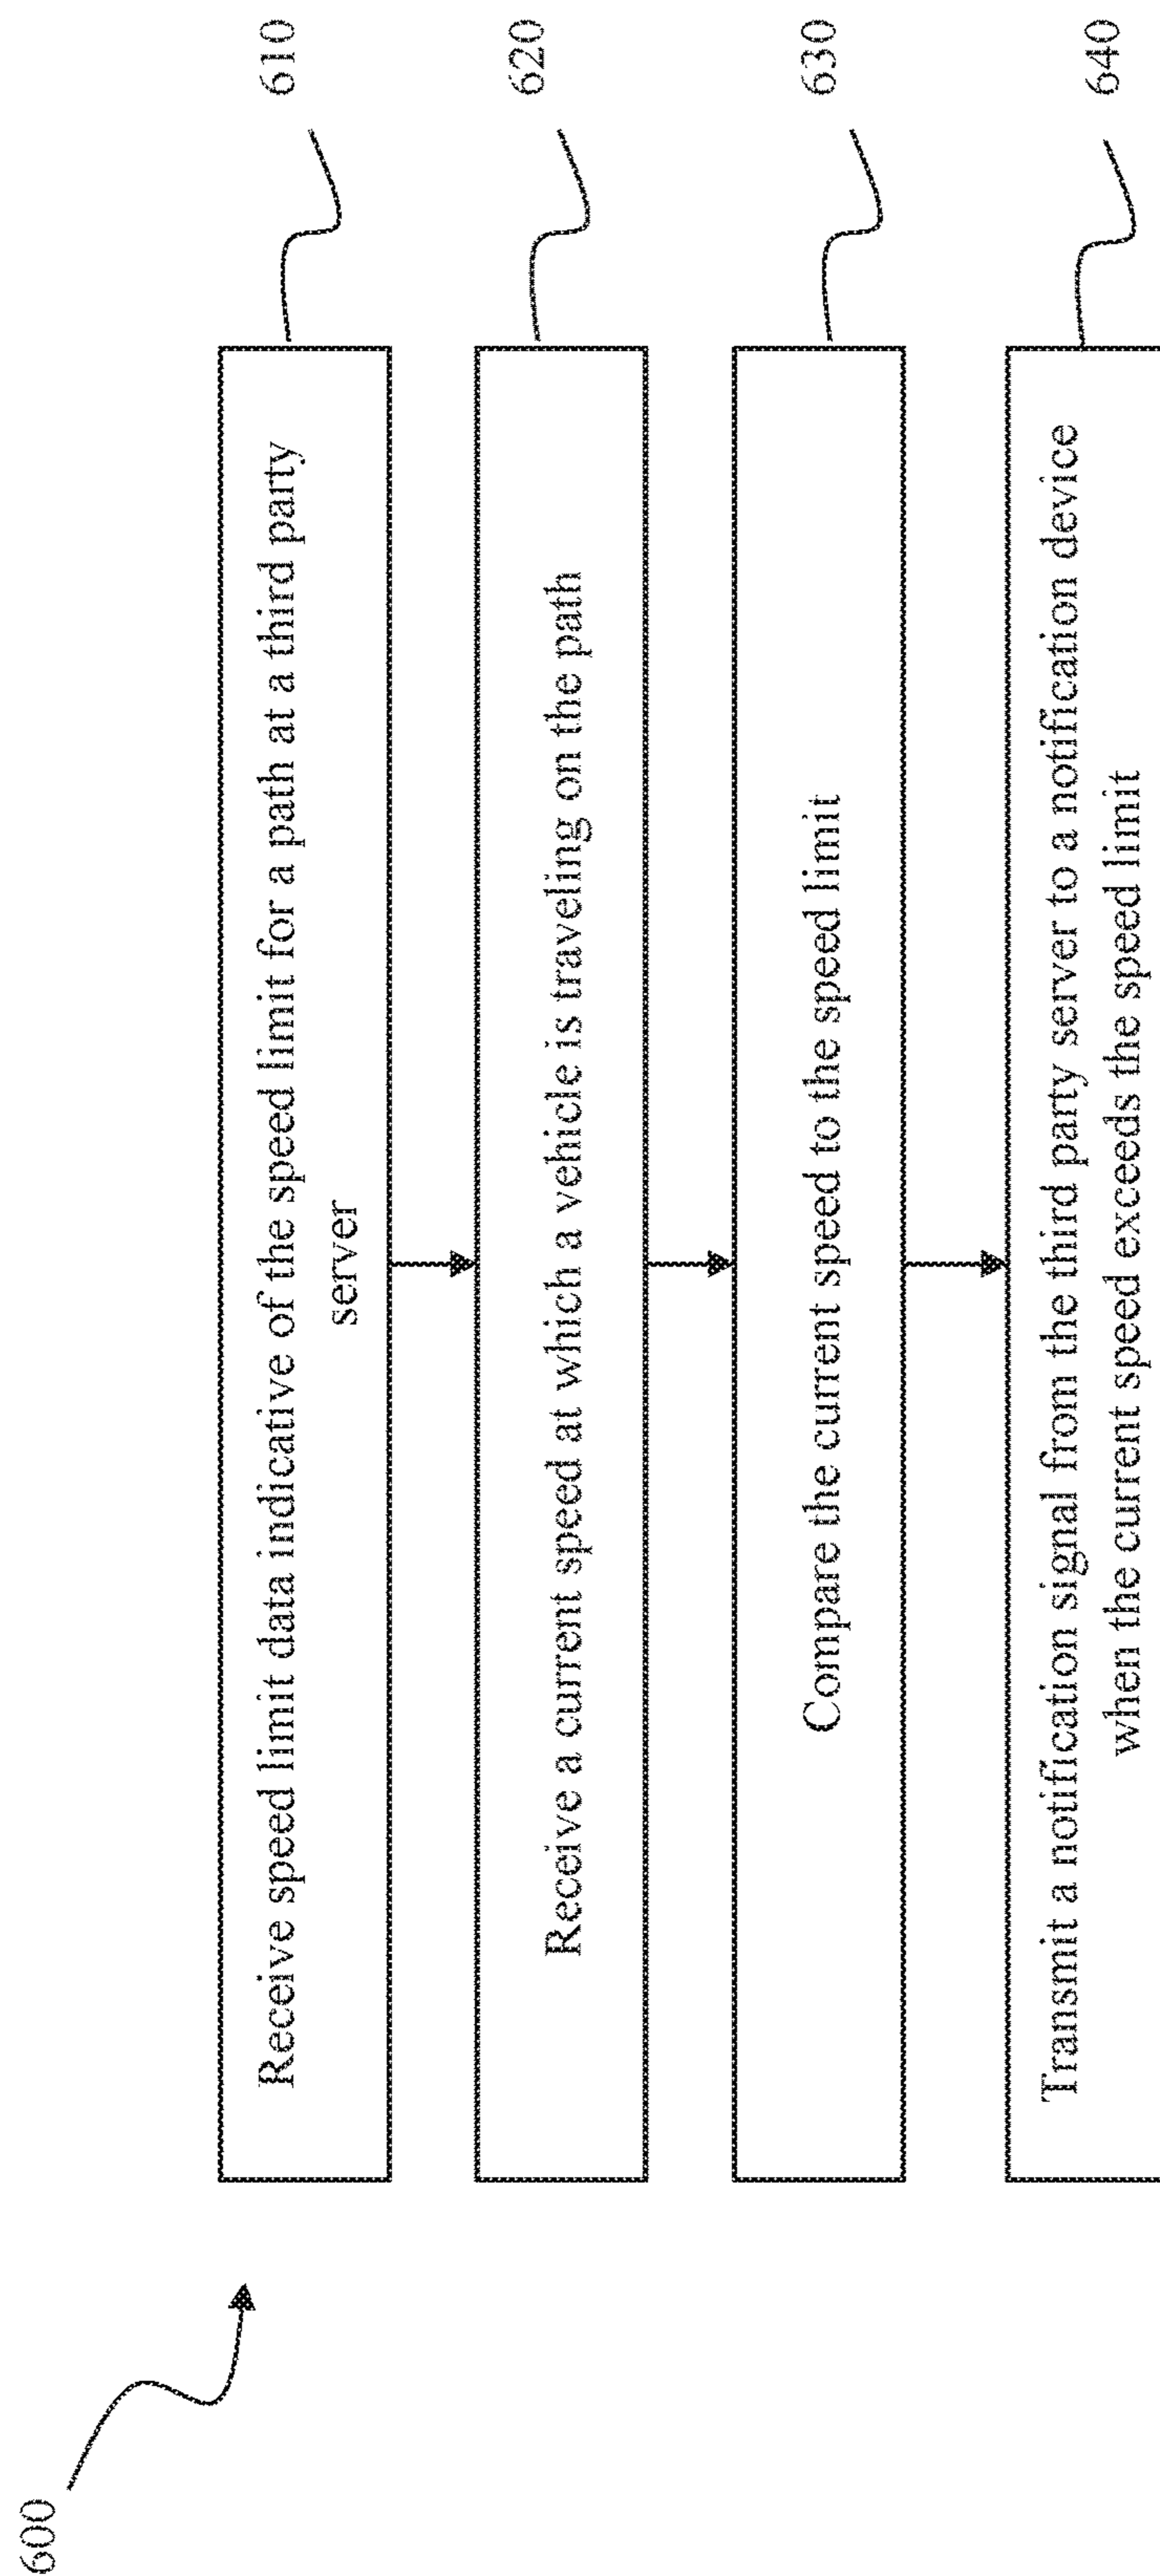 600
Receive speed limit data indicative of the speed limit for a path at a third party
server
610
Receive a current speed at which a vehicle is traveling on the path
620
Compare the current speed to the speed limit
630
Transmit a notification signal from the third party server to a notification device
when the current speed exceeds the speed limit
640